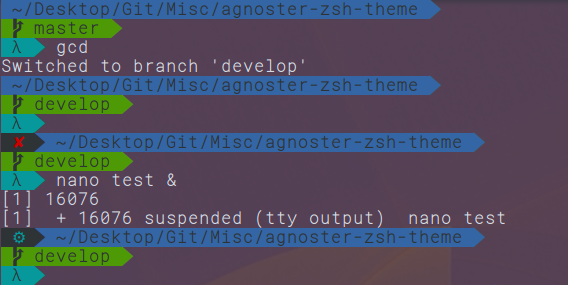 ~/Desktop/Git/Misc/agnoster-zsh-theme
master
λ gcd
Switched to branch 'develop'
~/Desktop/Git/Misc/agnoster-zsh-theme
develop
λ
✘ ~/Desktop/Git/Misc/agnoster-zsh-theme
develop
λ nano test &
[1] 16076
[1]  + 16076 suspended (tty output)  nano test
⚙ ~/Desktop/Git/Misc/agnoster-zsh-theme
develop
λ